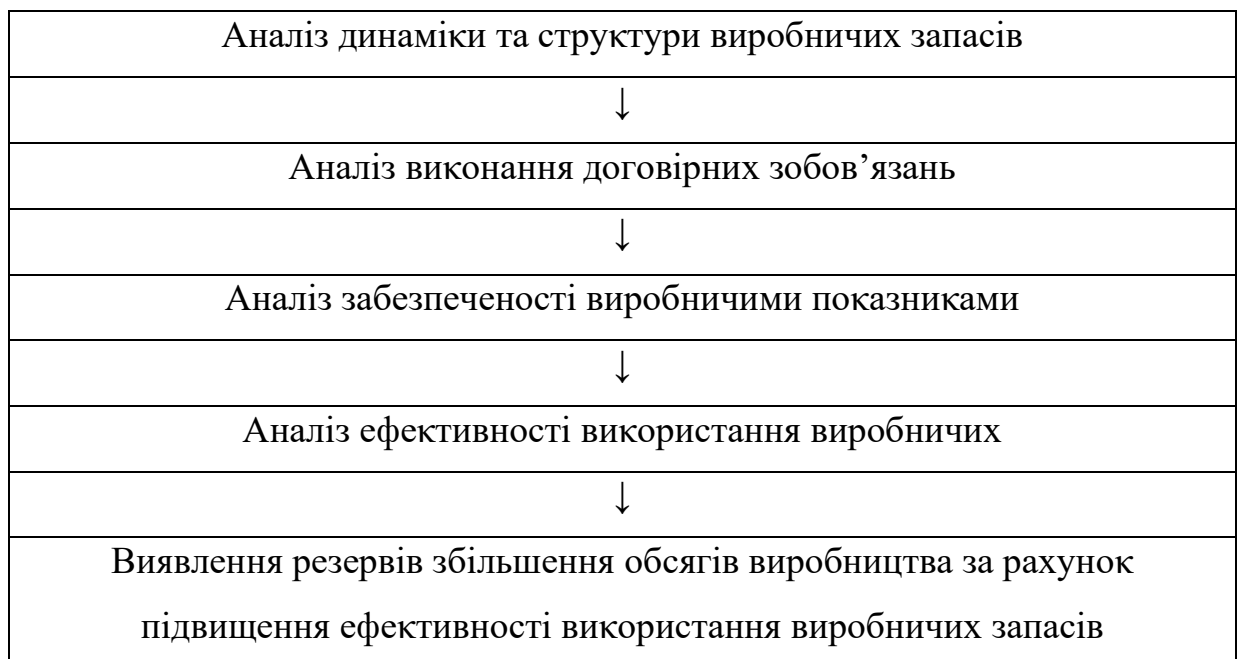 Аналіз динаміки та структури виробничих запасів
↓
Аналіз виконання договірних зобов’язань
↓
Аналіз забезпеченості виробничими показниками
↓
Аналіз ефективності використання виробничих
↓
Виявлення резервів збільшення обсягів виробництва за рахунок
підвищення ефективності використання виробничих запасів